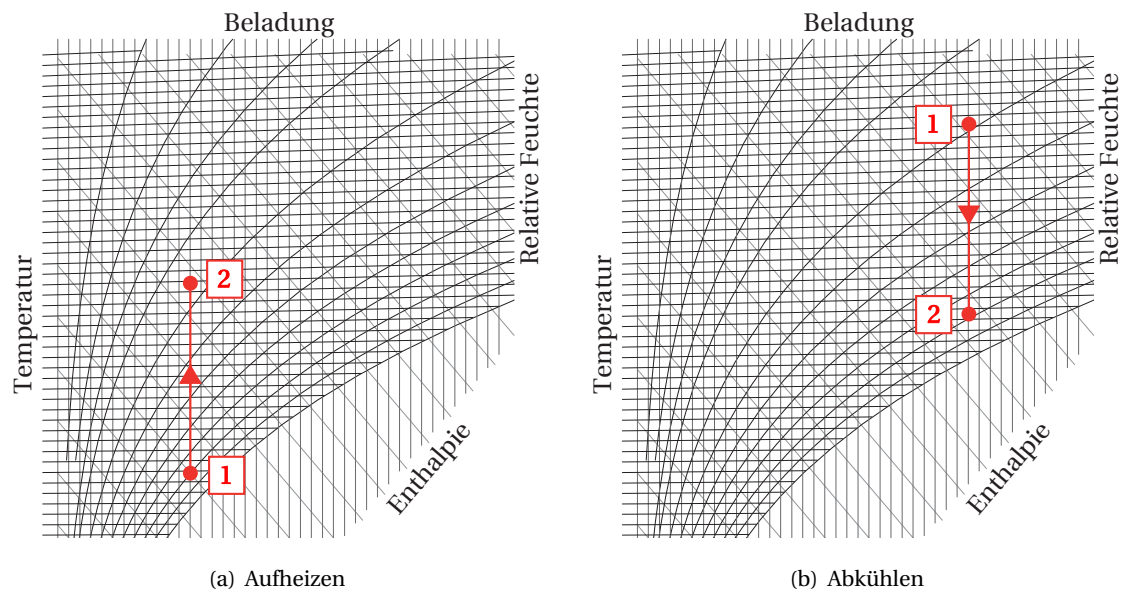 Beladung
Temperatur
Relative Feuchte
Enthalpie
2
1
(a) Aufheizen
Beladung
Temperatur
Relative Feuchte
Enthalpie
1
2
(b) Abkühlen